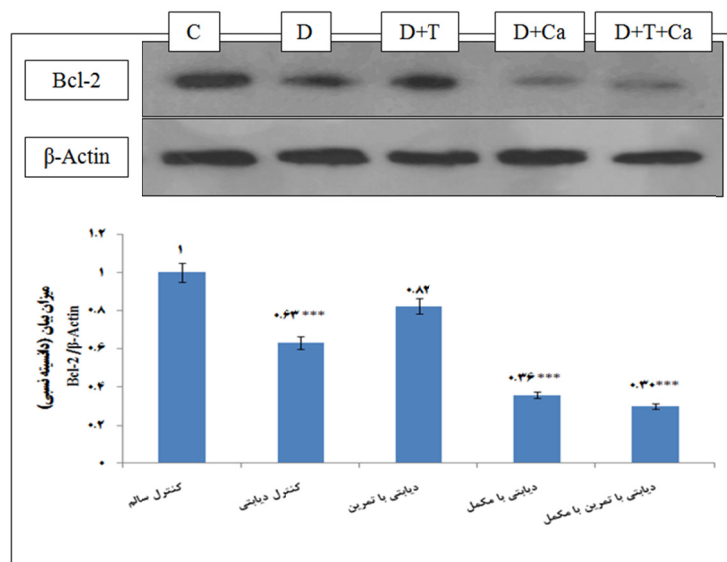 C D D+T D+Ca D+T+Ca
Bcl-2
β-Actin
میزان بیان (دانسیته نسبی)
Bcl-2 /β-Actin
۱.۲
۱
۰.۸
۰.۶
۰.۴
۰.۲
۰
۱
۰.۶۳ ***
۰.۸۲
۰.۳۶ ***
۰.۳۰***
کنترل سالم
کنترل دیابتی
دیابتی با تمرین
دیابتی با مکمل
دیابتی با تمرین با مکمل